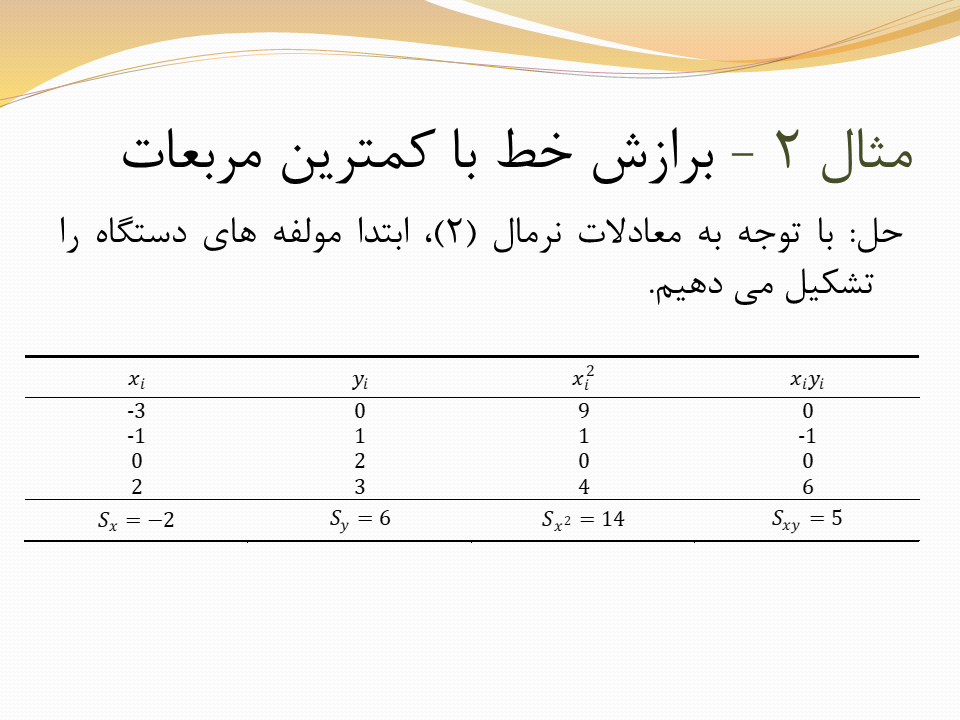 مثال ۲ – برازش خط با کمترین مربعات
حل: با توجه به معادلات نرمال (۲)، ابتدا مولفه های دستگاه را
تشکیل می دهیم.
x_i y_i x_i^2 x_i y_i
-3 0 9 0
-1 1 1 -1
0 2 0 0
2 3 4 6
S_x = −2 S_y = 6 S_{x^2} = 14 S_{xy} = 5